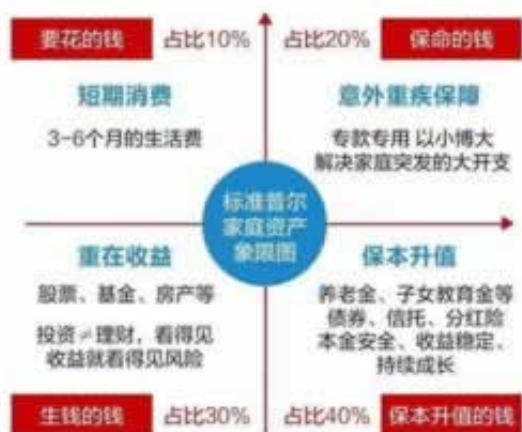 要花的钱 占比10%
占比20% 保命的钱
短期消费
3-6个月的生活费
意外重疾保障
专款专用 以小博大
解决家庭突发的大开支
标准普尔
家庭资产
象限图
重在收益
股票、基金、房产等
投资≠理财，看得见
收益就看得见风险
保本升值
养老金、子女教育金等
债券、信托、分红险
本金安全、收益稳定、
持续成长
生钱的钱 占比30%
占比40% 保本升值的钱